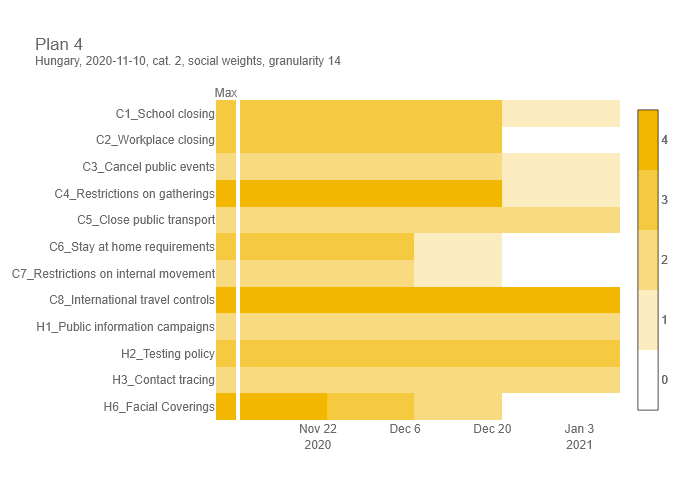 Plan 4
Hungary, 2020-11-10, cat. 2, social weights, granularity 14
Max
C1_School closing
C2_Workplace closing
C3_Cancel public events
C4_Restrictions on gatherings
C5_Close public transport
C6_Stay at home requirements
C7_Restrictions on internal movement
C8_International travel controls
H1_Public information campaigns
H2_Testing policy
H3_Contact tracing
H6_Facial Coverings
4
3
2
1
0
Nov 22 Dec 6 Dec 20 Jan 3
2020 2021